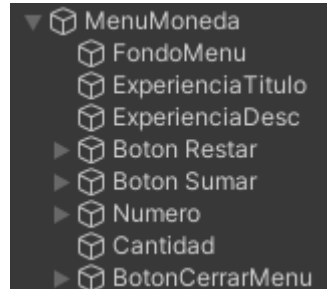 MenuMoneda
FondoMenu
ExperienciaTitulo
ExperienciaDesc
Boton Restar
Boton Sumar
Numero
Cantidad
BotonCerrarMenu